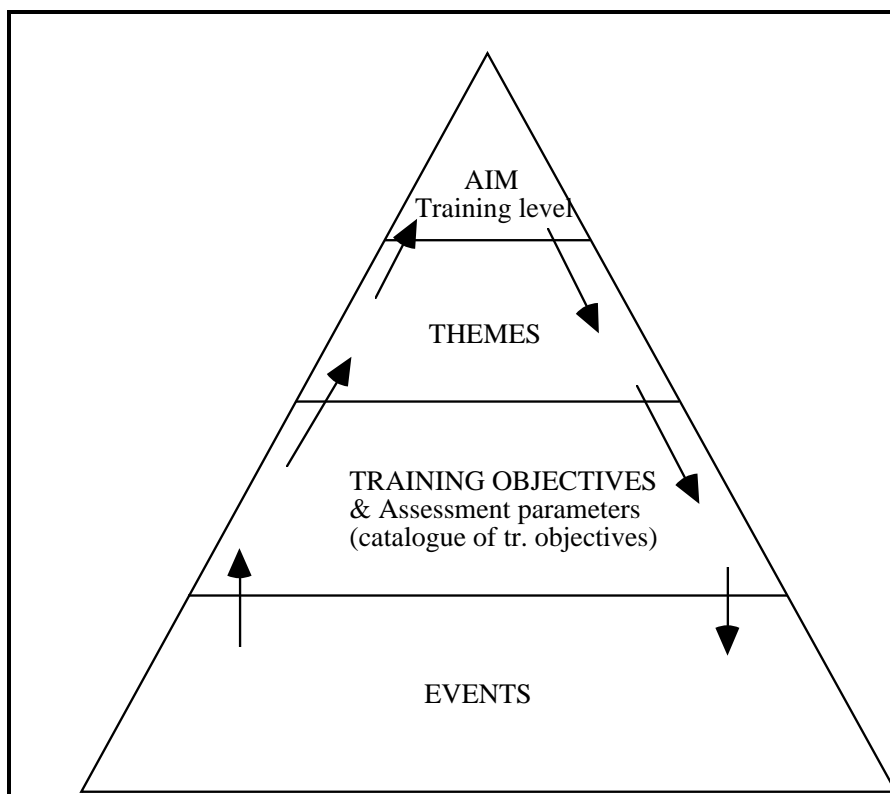 AIM
Training level
THEMES
TRAINING OBJECTIVES
& Assessment parameters
(catalogue of tr. objectives)
EVENTS